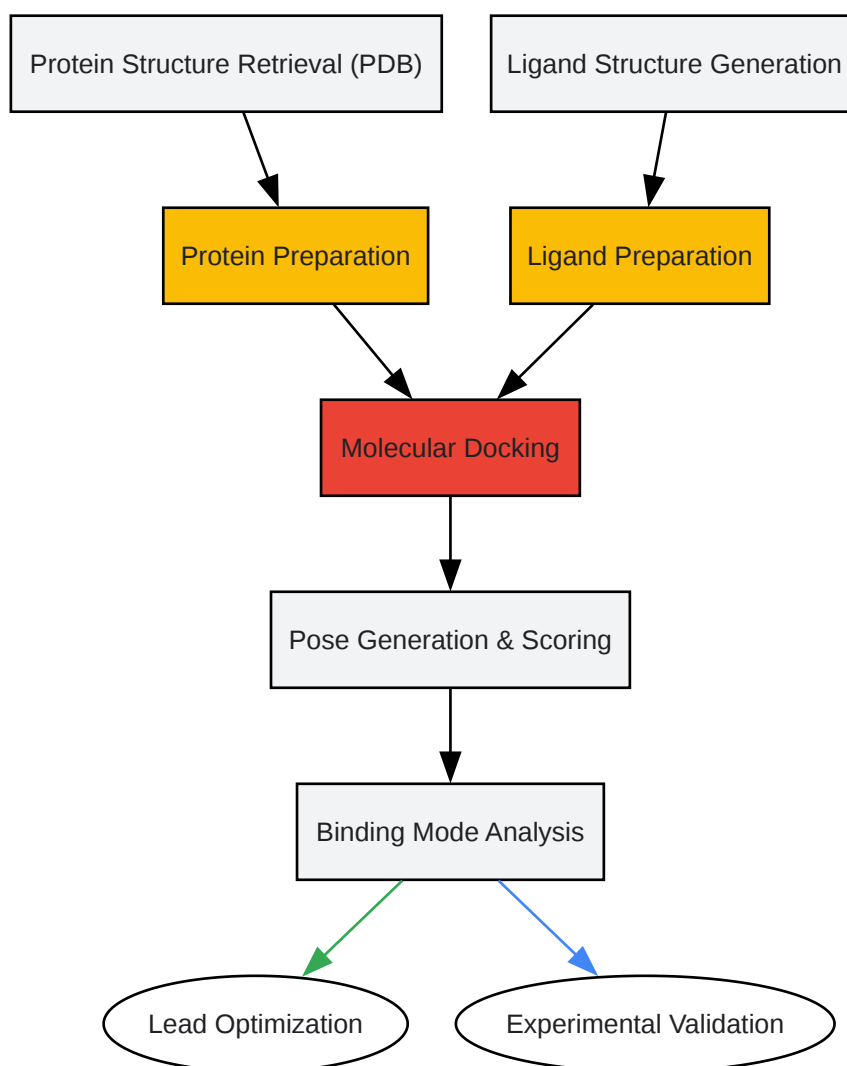 Protein Structure Retrieval (PDB)
Ligand Structure Generation
Protein Preparation
Ligand Preparation
Molecular Docking
Pose Generation & Scoring
Binding Mode Analysis
Lead Optimization
Experimental Validation